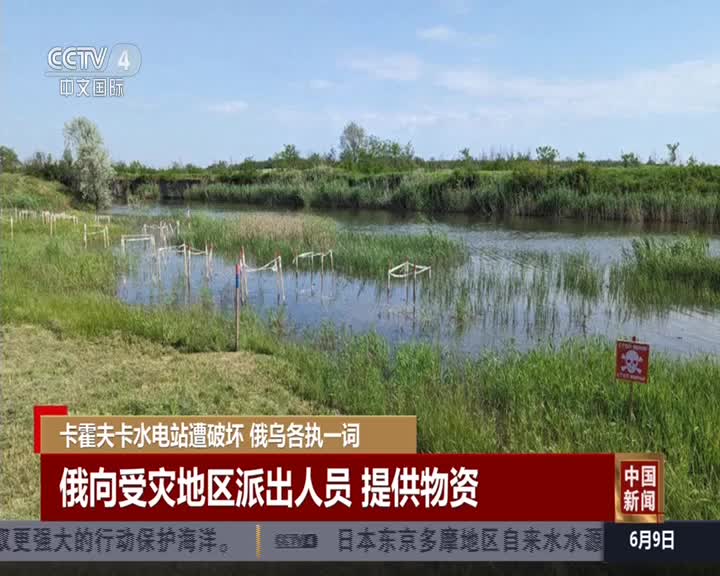 CCTV 4
中文国际
卡霍夫卡水电站遭破坏 俄乌各执一词
俄向受灾地区派出人员 提供物资
中国
新闻
更强大的行动保护海洋。 CCTV 4 日本东京多摩地区自来水水源
6月9日